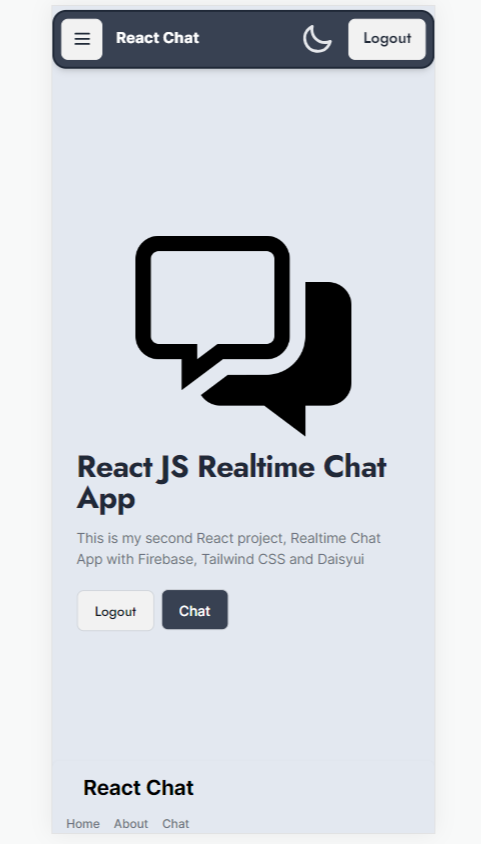 React Chat
Logout
React JS Realtime Chat
App
This is my second React project, Realtime Chat
App with Firebase, Tailwind CSS and Daisyui
Logout
Chat
React Chat
Home About Chat